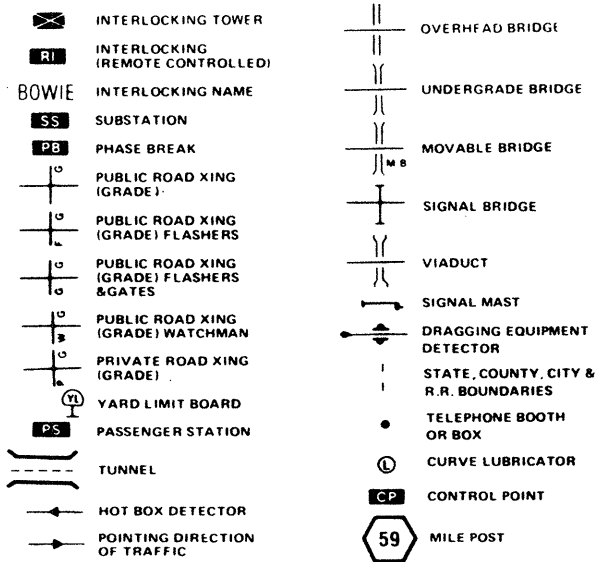 INTERLOCKING TOWER
RI
INTERLOCKING
(REMOTE CONTROLLED)
BOWIE
INTERLOCKING NAME
SS
SUBSTATION
PB
PHASE BREAK
G
PUBLIC ROAD XING
(GRADE)
G
F
PUBLIC ROAD XING
(GRADE) FLASHERS
G
G
PUBLIC ROAD XING
(GRADE) FLASHERS
&GATES
G
W
PUBLIC ROAD XING
(GRADE) WATCHMAN
G
P
PRIVATE ROAD XING
(GRADE)
YL
YARD LIMIT BOARD
PS
PASSENGER STATION
TUNNEL
HOT BOX DETECTOR
POINTING DIRECTION
OF TRAFFIC
OVERHEAD BRIDGE
UNDERGRADE BRIDGE
MOVABLE BRIDGE
MB
SIGNAL BRIDGE
VIADUCT
SIGNAL MAST
DRAGGING EQUIPMENT
DETECTOR
STATE, COUNTY, CITY &
R.R. BOUNDARIES
TELEPHONE BOOTH
OR BOX
L
CURVE LUBRICATOR
CP
CONTROL POINT
59
MILE POST